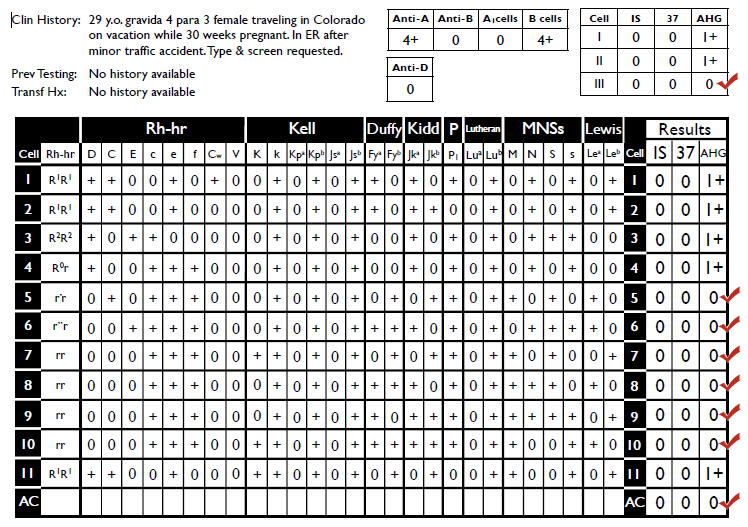 Clin History: 29 y.o. gravida 4 para 3 female traveling in Colorado
on vacation while 30 weeks pregnant. In ER after
minor traffic accident. Type & screen requested.
Prev Testing: No history available
Transf Hx: No history available
Anti-A Anti-B A₁cells B cells
4+ 0 0 4+
Anti-D
0
Cell IS 37 AHG
I 0 0 1+
II 0 0 1+
III 0 0 0
Rh-hr Kell Duffy Kidd P Lutheran MNSs Lewis Results
Cell Rh-hr D C E c e f Cw V K k Kpᵃ Kpᵇ Jsᵃ Jsᵇ Fyᵃ Fyᵇ Jkᵃ Jkᵇ P₁ Luᵃ Luᵇ M N S s Leᵃ Leᵇ Cell IS 37 AHG
1 R¹R¹ + + 0 0 + 0 + 0 0 + 0 + 0 + + 0 + 0 + 0 + 0 + 0 + 0 + 1 0 0 1+
2 R¹R¹ + + 0 0 + 0 0 0 0 + 0 + 0 + + 0 + + 0 0 + 0 + 0 + 0 + 2 0 0 1+
3 R²R² + 0 + + 0 0 0 0 0 + 0 + 0 + 0 0 + 0 + 0 + 0 + + + 0 0 3 0 0 1+
4 R⁰r + 0 0 + + + 0 0 0 + 0 + 0 + + 0 + 0 + 0 + 0 + 0 + 0 0 4 0 0 1+
5 r'r 0 + 0 + + + 0 0 0 + 0 + 0 + 0 + 0 + + 0 + + 0 + 0 + 0 5 0 0 0
6 r"r 0 0 + + + + 0 0 0 + 0 + 0 + + + + 0 + 0 + 0 + + + + 0 6 0 0 0
7 rr 0 0 0 + + + 0 0 + + 0 + 0 + 0 + 0 + + 0 + + 0 + 0 0 + 7 0 0 0
8 rr 0 0 0 + + + 0 0 0 + 0 + 0 + + + + 0 + 0 + + + + 0 + 0 8 0 0 0
9 rr 0 0 0 + + + 0 0 0 + 0 + 0 + + 0 + + + 0 + + + + + 0 + 9 0 0 0
10 rr 0 0 0 + + + 0 0 + + 0 + 0 + + + + + + 0 + + 0 0 + + 0 10 0 0 0
11 R¹R¹ + + 0 0 + 0 0 0 + + 0 + 0 + 0 + 0 + 0 0 + + 0 0 + 0 + 11 0 0 1+
AC AC 0 0 0